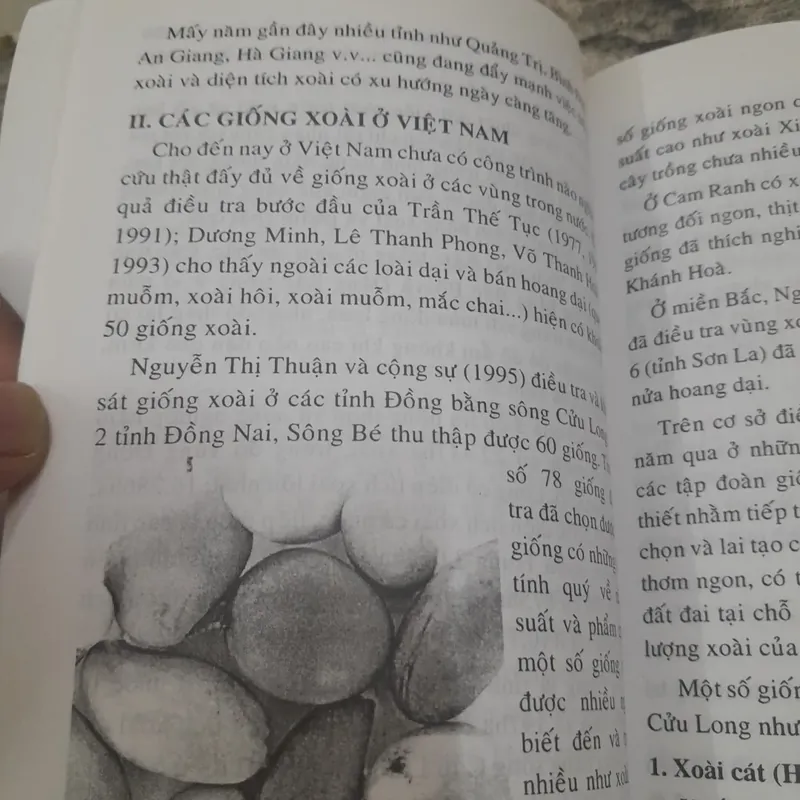 Mấy năm gần đây nhiều tỉnh như Quảng Trị,
An Giang, Hà Giang v.v... cũng đang đẩy mạnh việc
xoài và diện tích xoài có xu hướng ngày càng tăng.
II. CÁC GIỐNG XOÀI Ở VIỆT NAM
Cho đến nay ở Việt Nam chưa có công trình nào
cứu thật đấy đủ về giống xoài ở các vùng trong nước.
quả điều tra bước đầu của Trần Thế Tục (1977,
1991); Dương Minh, Lê Thanh Phong, Võ Thanh
1993) cho thấy ngoài các loài dại và bán hoang dại
muỗm, xoài hôi, xoài muỗm, mắc chai...) hiện có
50 giống xoài.
Nguyễn Thị Thuận và cộng sự (1995) điều tra và
sát giống xoài ở các tỉnh Đồng bằng sông Cửu Long
2 tỉnh Đồng Nai, Sông Bé thu thập được 60 giống.
số 78 giống
tra đã chọn được
giống có những
tính quý về
suất và phẩm
một số giống
được nhiều
biết đến và
nhiều như xoài
số giống xoài ngon
suất cao như xoài
cây trồng chưa nhiều
Ở Cam Ranh có
tương đối ngon, thịt
giống đã thích nghi
Khánh Hoà.
Ở miền Bắc,
đã điều tra vùng
6 (tỉnh Sơn La) đã
nửa hoang dại.
Trên cơ sở
năm qua ở những
các tập đoàn
thiết nhằm tiếp
chọn và lai tạo
thơm ngon, có
đất đai tại chỗ
lượng xoài của
Một số giống
Cửu Long như
1. Xoài cát